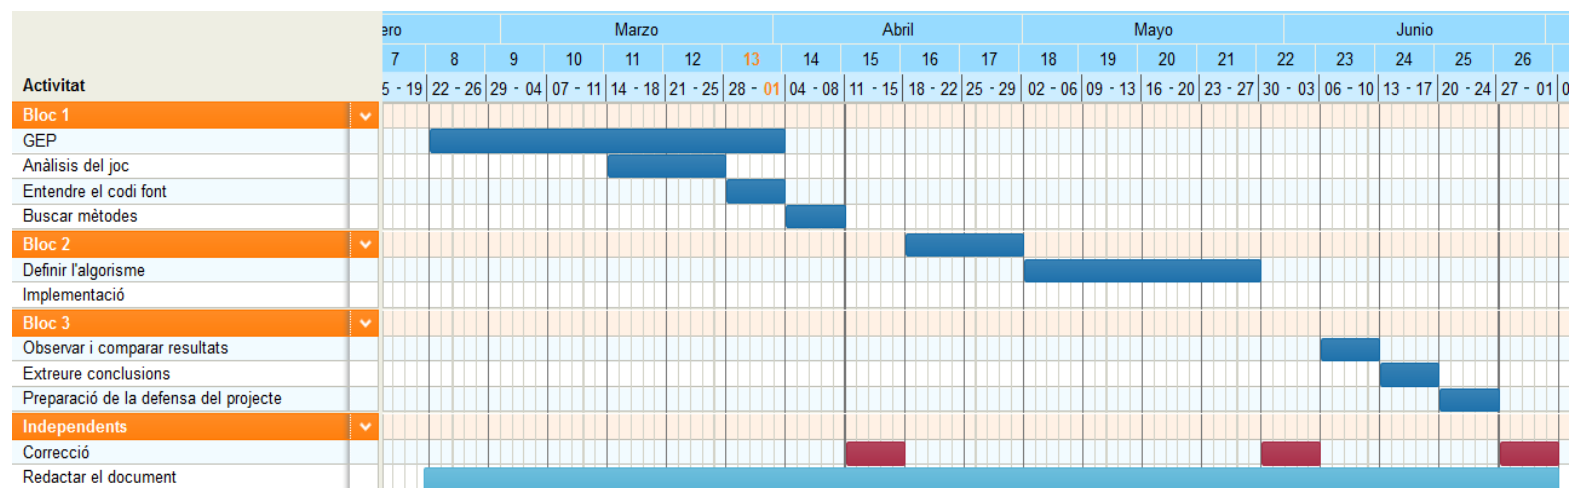 ero Marzo Abril Mayo Junio
7 8 9 10 11 12 13 14 15 16 17 18 19 20 21 22 23 24 25 26
Activitat 5 - 19 22 - 26 29 - 04 07 - 11 14 - 18 21 - 25 28 - 01 04 - 08 11 - 15 18 - 22 25 - 29 02 - 06 09 - 13 16 - 20 23 - 27 30 - 03 06 - 10 13 - 17 20 - 24 27 - 01 0
Bloc 1
GEP
Anàlisis del joc
Entendre el codi font
Buscar mètodes
Bloc 2
Definir l'algorisme
Implementació
Bloc 3
Observar i comparar resultats
Extreure conclusions
Preparació de la defensa del projecte
Independents
Correcció
Redactar el document